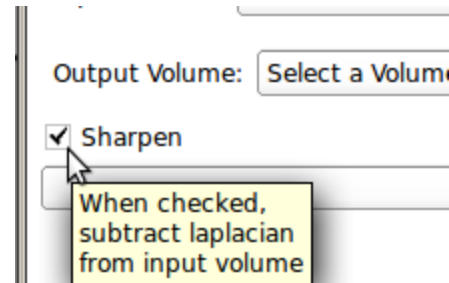 Output Volume: Select a Volume
Sharpen
When checked,
subtract laplacian
from input volume